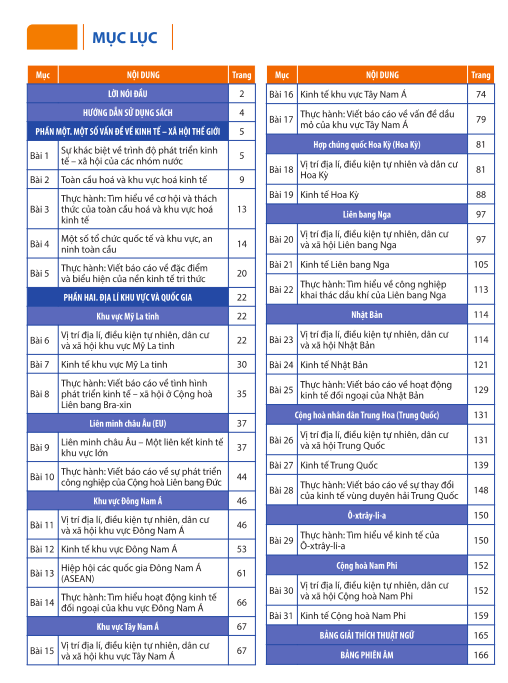 MỤC LỤC
Mục NỘI DUNG Trang
LỜI NÓI ĐẦU 2
HƯỚNG DẪN SỬ DỤNG SÁCH 4
PHẦN MỘT. MỘT SỐ VẤN ĐỀ VỀ KINH TẾ – XÃ HỘI THẾ GIỚI 5
Bài 1 Sự khác biệt về trình độ phát triển kinh
tế – xã hội của các nhóm nước 5
Bài 2 Toàn cầu hoá và khu vực hoá kinh tế 9
Bài 3 Thực hành: Tìm hiểu về cơ hội và thách
thức của toàn cầu hoá và khu vực hoá
kinh tế 13
Bài 4 Một số tổ chức quốc tế và khu vực, an
ninh toàn cầu 14
Bài 5 Thực hành: Viết báo cáo về đặc điểm
và biểu hiện của nền kinh tế tri thức 20
PHẦN HAI. ĐỊA LÍ KHU VỰC VÀ QUỐC GIA 22
Khu vực Mỹ La tinh 22
Bài 6 Vị trí địa lí, điều kiện tự nhiên, dân cư
và xã hội khu vực Mỹ La tinh 22
Bài 7 Kinh tế khu vực Mỹ La tinh 30
Bài 8 Thực hành: Viết báo cáo về tình hình
phát triển kinh tế – xã hội ở Cộng hoà
Liên bang Bra-xin 35
Liên minh châu Âu (EU) 37
Bài 9 Liên minh châu Âu – Một liên kết kinh tế
khu vực lớn 37
Bài 10 Thực hành: Viết báo cáo về sự phát triển
công nghiệp của Cộng hoà Liên bang Đức 44
Khu vực Đông Nam Á 46
Bài 11 Vị trí địa lí, điều kiện tự nhiên, dân cư
và xã hội khu vực Đông Nam Á 46
Bài 12 Kinh tế khu vực Đông Nam Á 53
Bài 13 Hiệp hội các quốc gia Đông Nam Á
(ASEAN) 61
Bài 14 Thực hành: Tìm hiểu hoạt động kinh tế
đối ngoại của khu vực Đông Nam Á 66
Khu vực Tây Nam Á 67
Bài 15 Vị trí địa lí, điều kiện tự nhiên, dân cư
và xã hội khu vực Tây Nam Á 67
Mục NỘI DUNG Trang
Bài 16 Kinh tế khu vực Tây Nam Á 74
Bài 17 Thực hành: Viết báo cáo về vấn đề dầu
mỏ của khu vực Tây Nam Á 79
Hợp chúng quốc Hoa Kỳ (Hoa Kỳ) 81
Bài 18 Vị trí địa lí, điều kiện tự nhiên và dân cư
Hoa Kỳ 81
Bài 19 Kinh tế Hoa Kỳ 88
Liên bang Nga 97
Bài 20 Vị trí địa lí, điều kiện tự nhiên, dân cư
và xã hội Liên bang Nga 97
Bài 21 Kinh tế Liên bang Nga 105
Bài 22 Thực hành: Tìm hiểu về công nghiệp
khai thác dầu khí của Liên bang Nga 113
Nhật Bản 114
Bài 23 Vị trí địa lí, điều kiện tự nhiên, dân cư
và xã hội Nhật Bản 114
Bài 24 Kinh tế Nhật Bản 121
Bài 25 Thực hành: Viết báo cáo về hoạt động
kinh tế đối ngoại của Nhật Bản 129
Cộng hoà nhân dân Trung Hoa (Trung Quốc) 131
Bài 26 Vị trí địa lí, điều kiện tự nhiên, dân cư
và xã hội Trung Quốc 131
Bài 27 Kinh tế Trung Quốc 139
Bài 28 Thực hành: Viết báo cáo về sự thay đổi
của kinh tế vùng duyên hải Trung Quốc 148
Ô-xtrây-li-a 150
Bài 29 Thực hành: Tìm hiểu về kinh tế của
Ô-xtrây-li-a 150
Cộng hoà Nam Phi 152
Bài 30 Vị trí địa lí, điều kiện tự nhiên, dân cư
và xã hội Cộng hoà Nam Phi 152
Bài 31 Kinh tế Cộng hoà Nam Phi 159
BẢNG GIẢI THÍCH THUẬT NGỮ 165
BẢNG PHIÊN ÂM 166